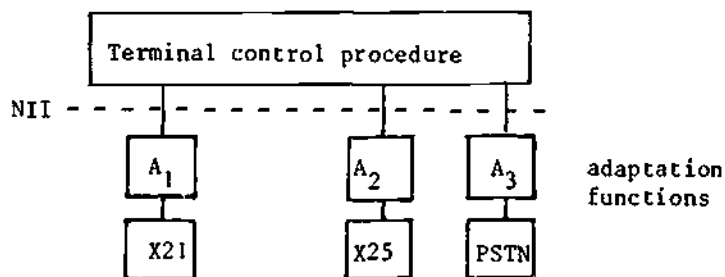 Terminal control procedure
NII
A1 A2 A3
adaptation
functions
X21 X25 PSTN